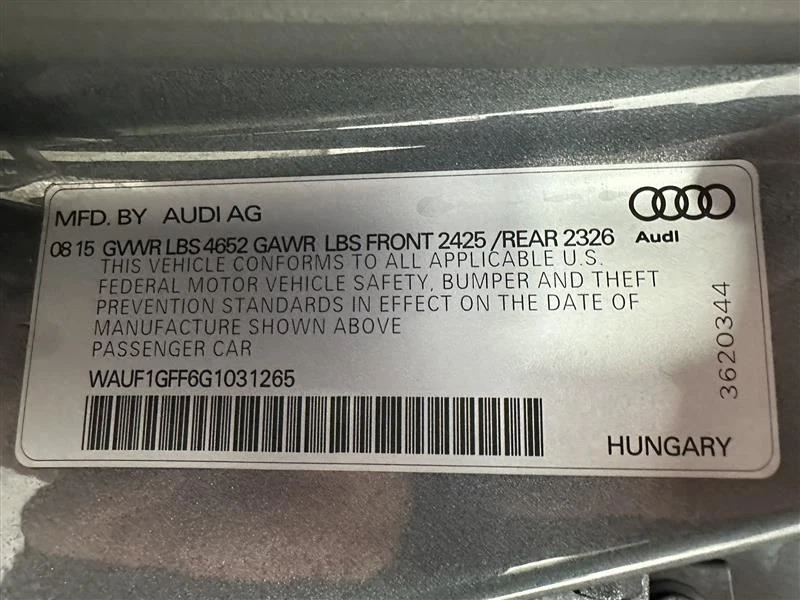 MFD. BY AUDI AG
08 15 GVWR LBS 4652 GAWR LBS FRONT 2425 /REAR 2326
Audi
THIS VEHICLE CONFORMS TO ALL APPLICABLE U.S.
FEDERAL MOTOR VEHICLE SAFETY, BUMPER AND THEFT
PREVENTION STANDARDS IN EFFECT ON THE DATE OF
MANUFACTURE SHOWN ABOVE
PASSENGER CAR
WAUF1GFF6G1031265
3620344
HUNGARY